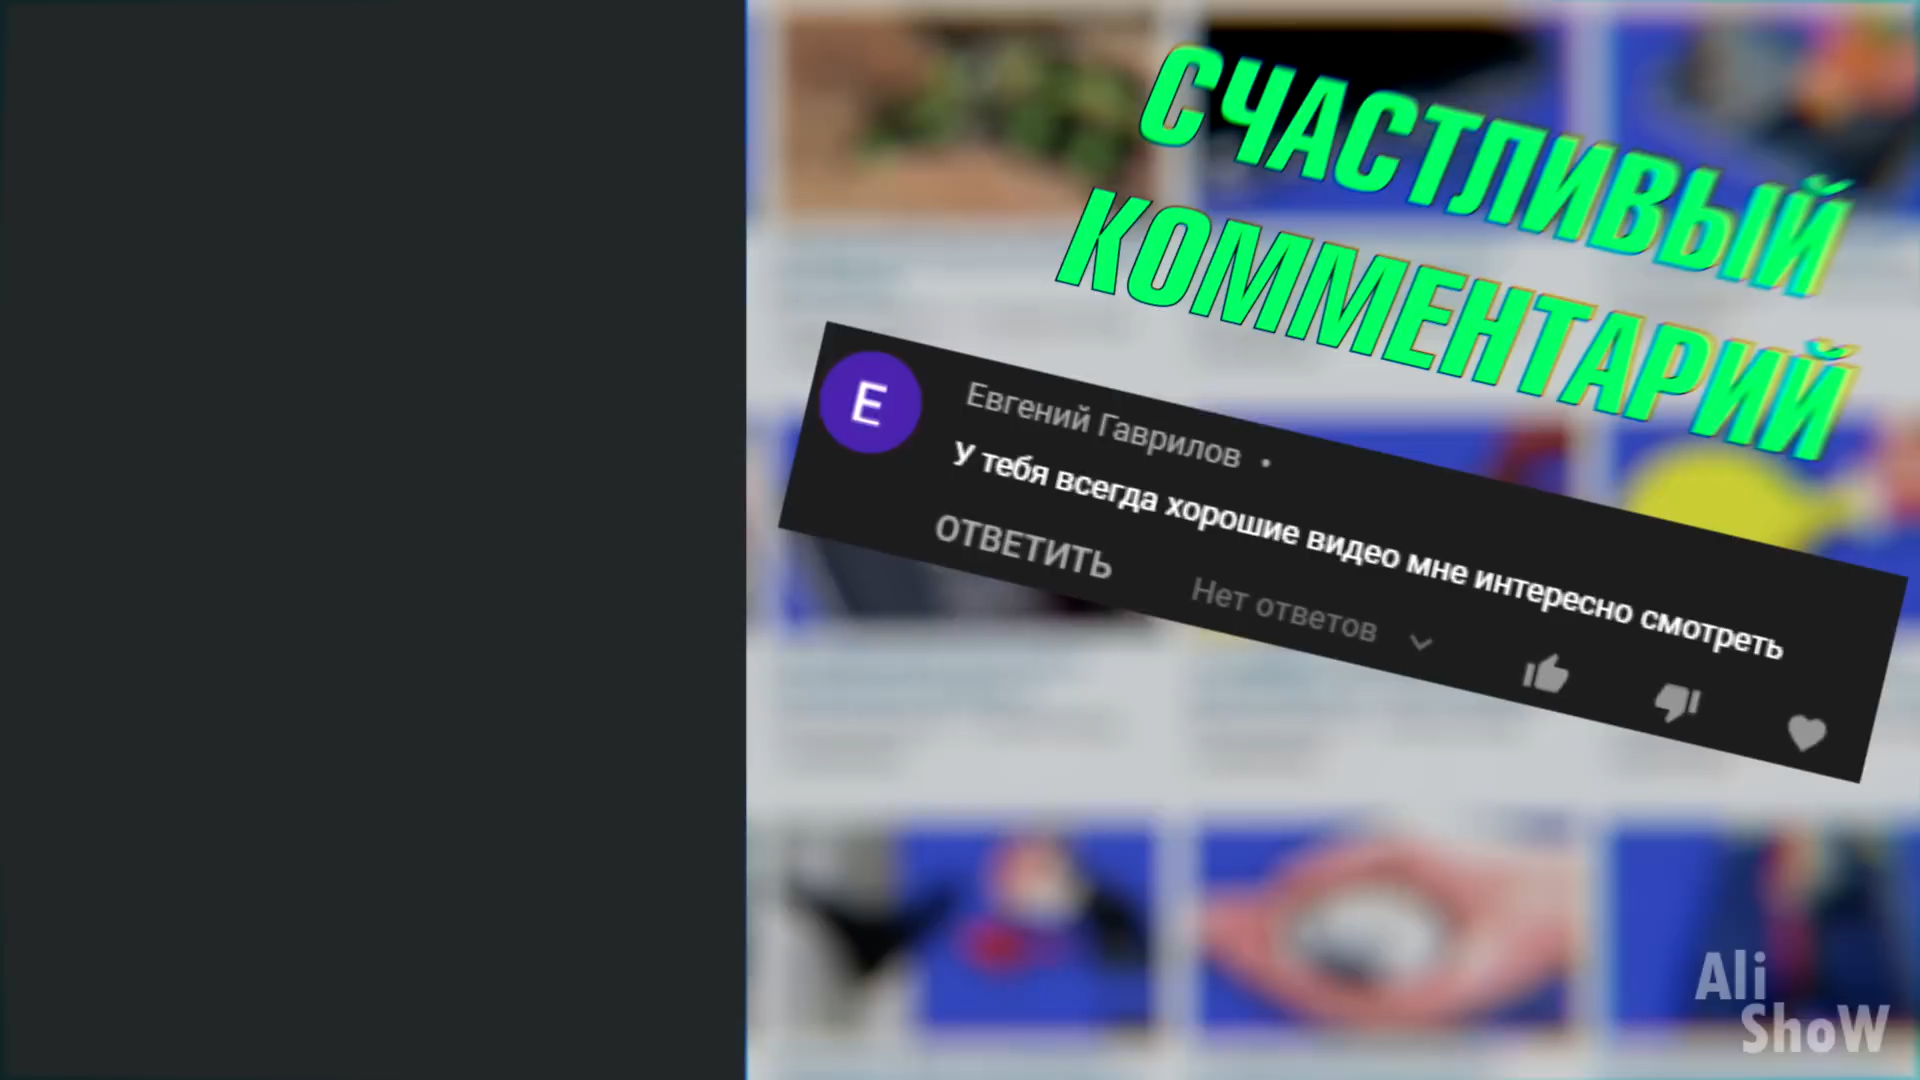 СЧАСТЛИВЫЙ
КОММЕНТАРИЙ
Е
Евгений Гаврилов •
У тебя всегда хорошие видео мне интересно смотреть
ОТВЕТИТЬ
Нет ответов
Ali
ShoW